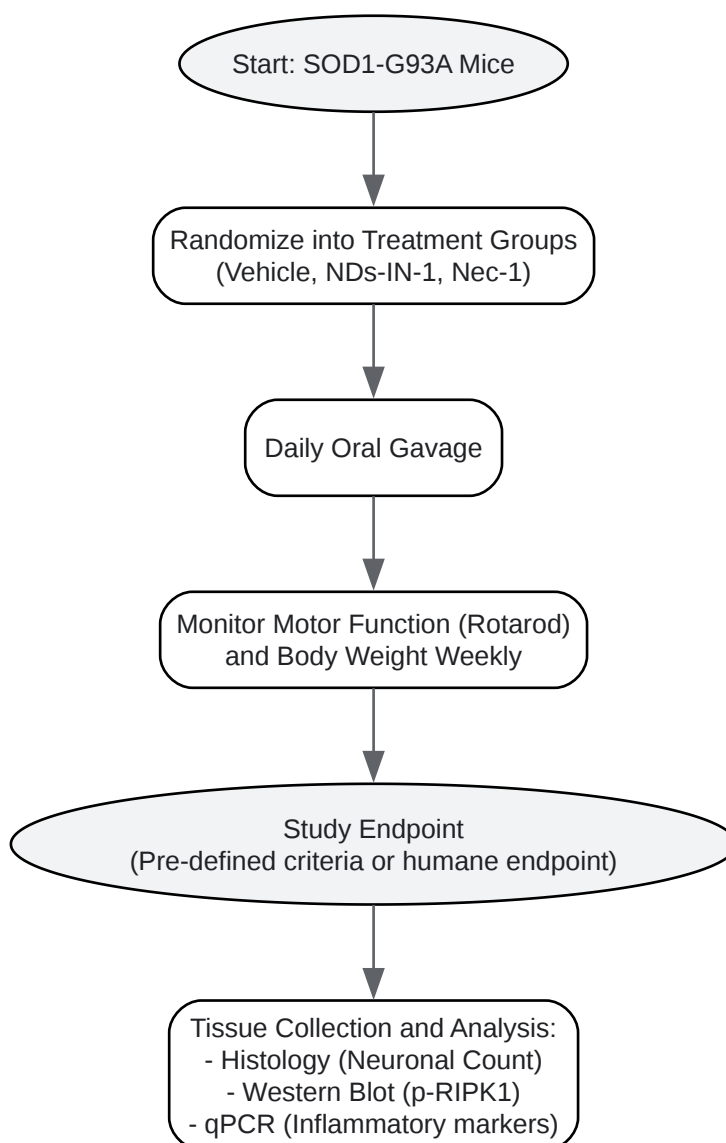 Start: SOD1-G93A Mice
Randomize into Treatment Groups
(Vehicle, NDs-IN-1, Nec-1)
Daily Oral Gavage
Monitor Motor Function (Rotarod)
and Body Weight Weekly
Study Endpoint
(Pre-defined criteria or humane endpoint)
Tissue Collection and Analysis:
- Histology (Neuronal Count)
- Western Blot (p-RIPK1)
- qPCR (Inflammatory markers)